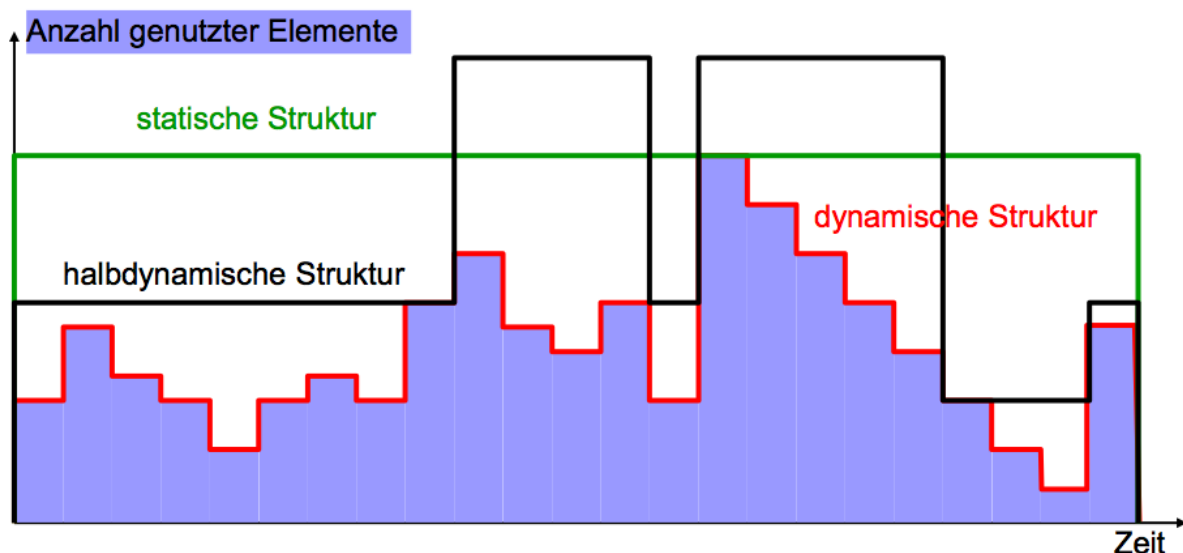 Anzahl genutzter Elemente
statische Struktur
dynamische Struktur
halbdynamische Struktur
Zeit